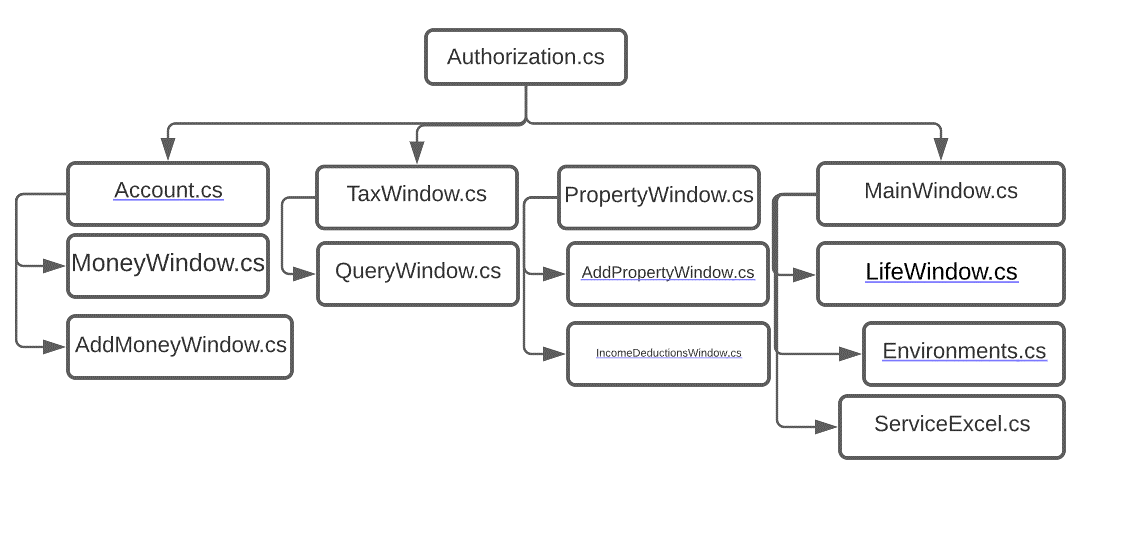 Authorization.cs
Account.cs
TaxWindow.cs
PropertyWindow.cs
MainWindow.cs
MoneyWindow.cs
QueryWindow.cs
AddPropertyWindow.cs
LifeWindow.cs
AddMoneyWindow.cs
IncomeDeductionsWindow.cs
Environments.cs
ServiceExcel.cs